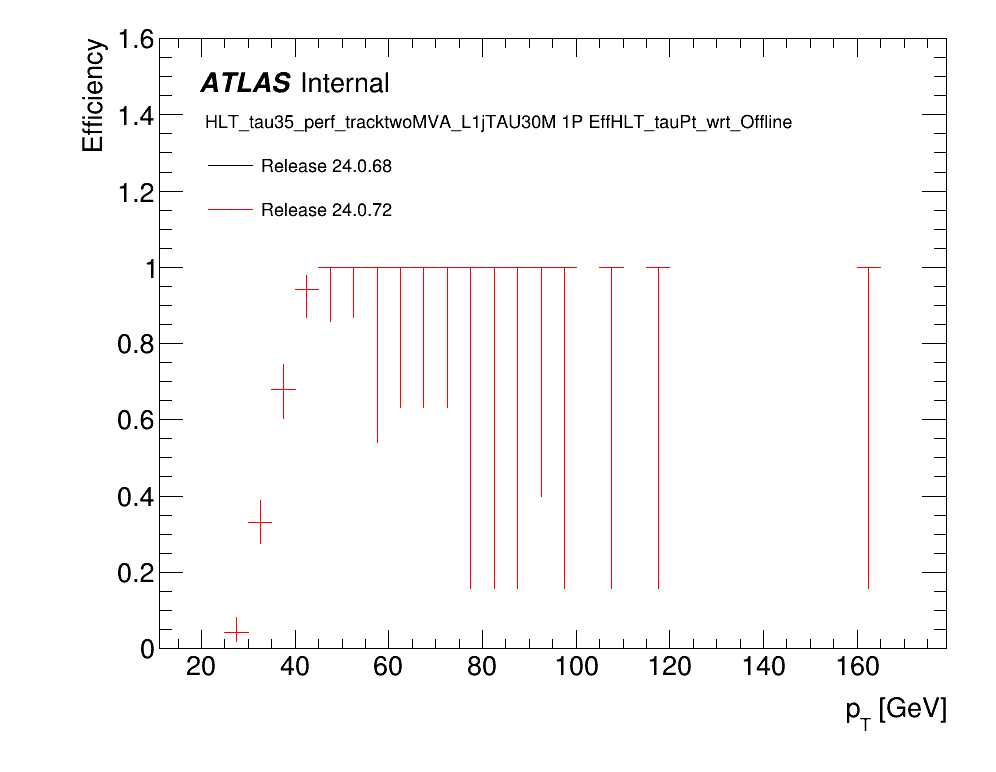 Efficiency
1.6
1.4
1.2
1
0.8
0.6
0.4
0.2
0
ATLAS Internal
HLT_tau35_perf_tracktwoMVA_L1jTAU30M 1P EffHLT_tauPt_wrt_Offline
Release 24.0.68
Release 24.0.72
20 40 60 80 100 120 140 160
p_T [GeV]